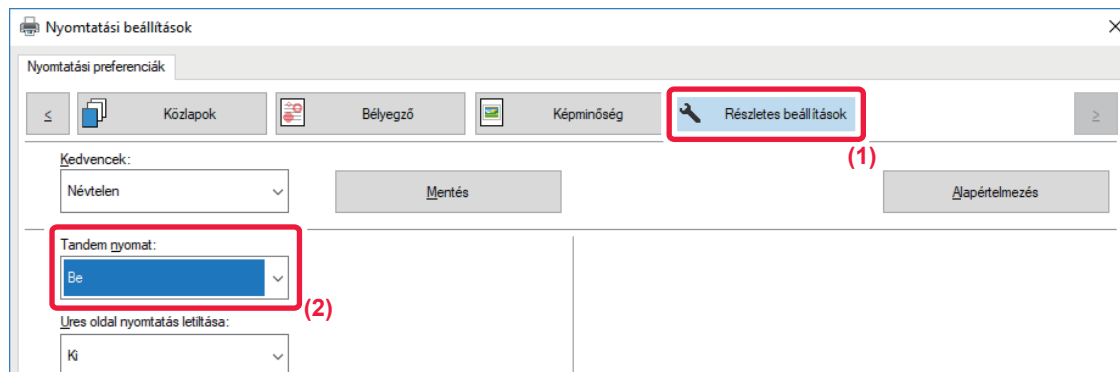 Nyomtatási beállítások
Nyomtatási preferenciák
< Közlapok Bélyegző Képminőség Részletes beállítások >
(1)
Kedvencek:
Névtelen Mentés Alapértelmezés
Tandem nyomat:
Be
(2)
Üres oldal nyomtatás letiltása:
Ki